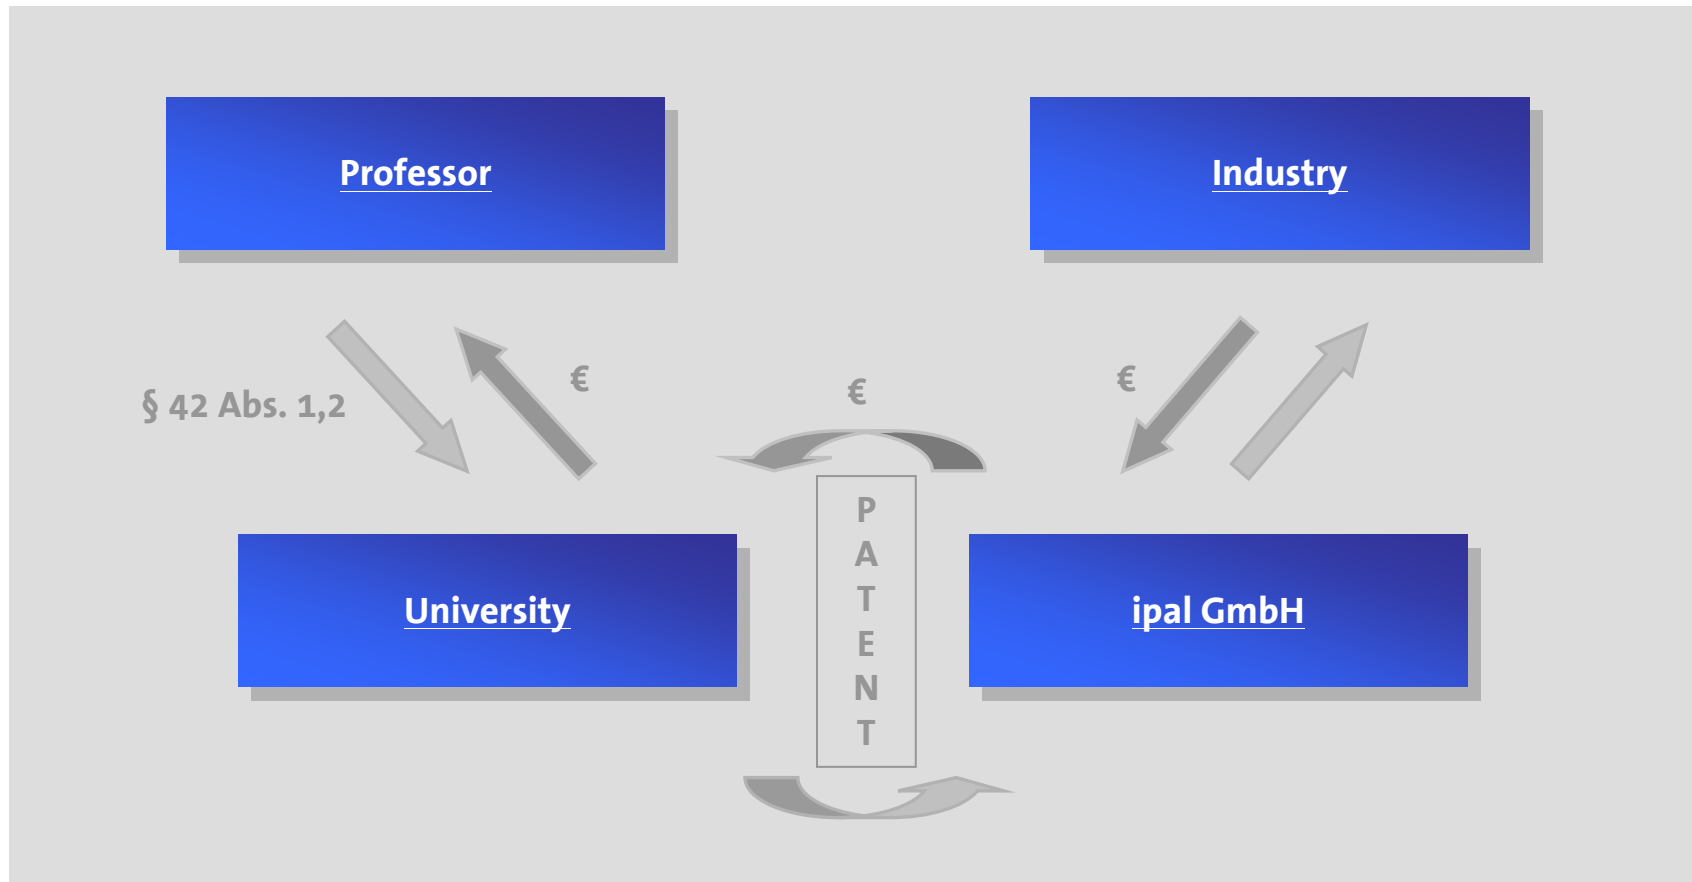 Professor
Industry
§ 42 Abs. 1,2
€
€
€
P
A
T
E
N
T
University
ipal GmbH